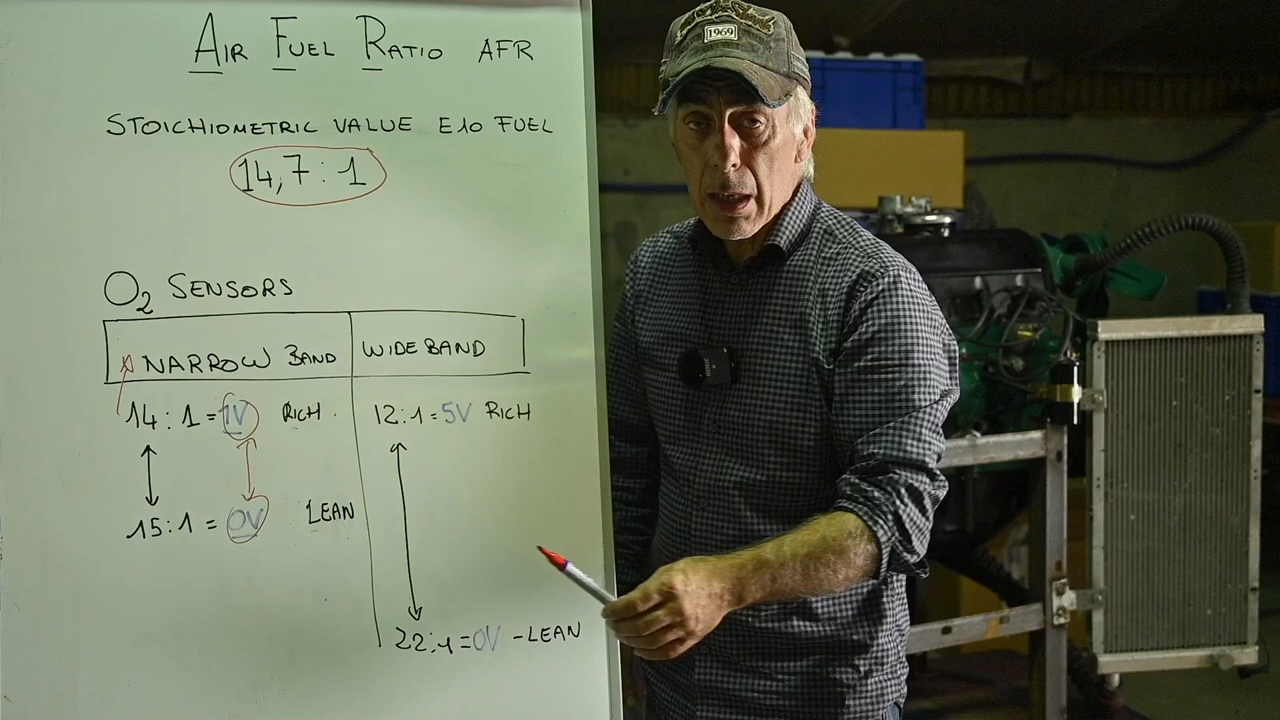 AIR FUEL RATIO AFR
STOICHIOMETRIC VALUE E10 FUEL
14,7 : 1
O2 SENSORS
NARROW BAND WIDE BAND
14 : 1 = 1V RICH 12 : 1 = 5V RICH
15 : 1 = 0V LEAN
22 : 1 = 0V - LEAN
1969